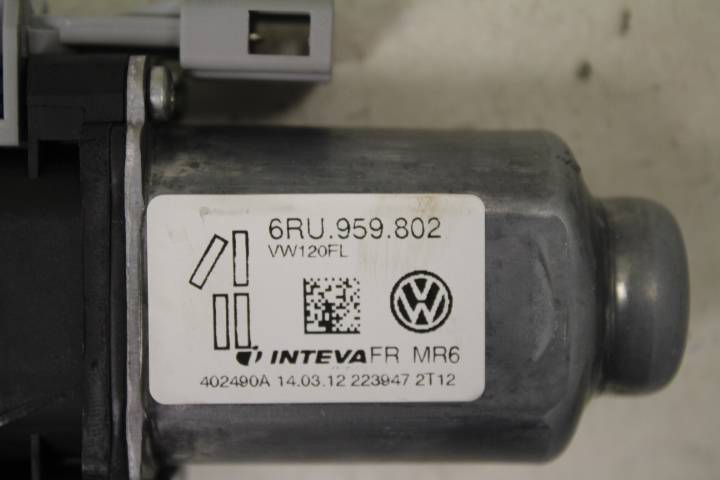 6RU.959.802
VW120FL
INTEVA FR MR6
402490A 14.03.12 223947 2T12